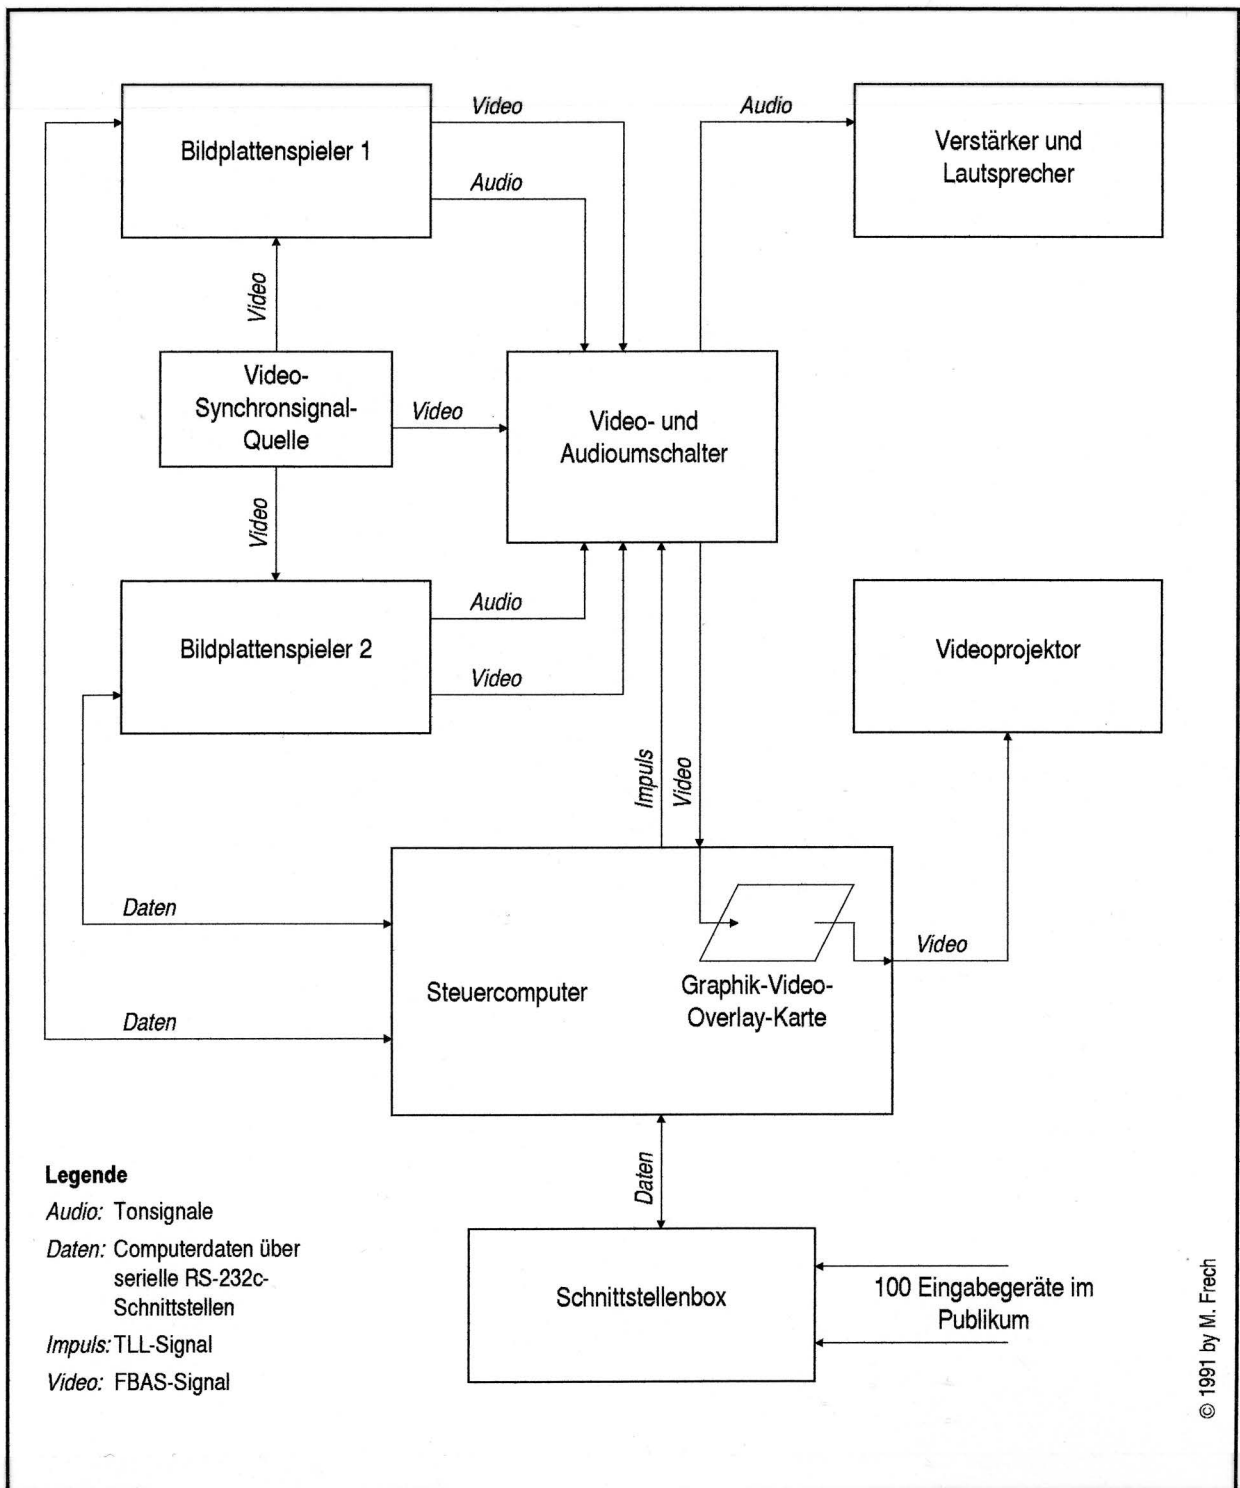 Video
Audio
Bildplattenspieler 1
Verstärker und
Lautsprecher
Audio
Video
Video-
Synchronsignal-
Quelle
Video
Video- und
Audioumschalter
Video
Audio
Bildplattenspieler 2
Videoprojektor
Video
Impuls
Video
Daten
Video
Steuercomputer
Graphik-Video-
Overlay-Karte
Daten
Daten
Legende
Audio: Tonsignale
Daten: Computerdaten über
serielle RS-232c-
Schnittstellen
Impuls: TLL-Signal
Video: FBAS-Signal
Schnittstellenbox
100 Eingabegeräte im
Publikum
© 1991 by M. Frech